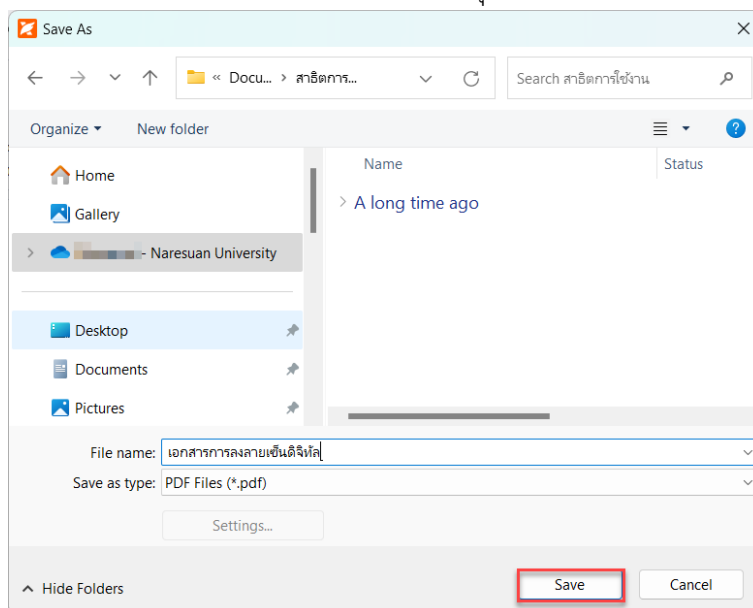 Save As
« Docu... › สาธิตการ...
Search สาธิตการใช้งาน
Organize
New folder
Name
Status
Home
A long time ago
Gallery
- Naresuan University
Desktop
Documents
Pictures
File name: เอกสารการลงลายเซ็นดิจิทัล
Save as type: PDF Files (*.pdf)
Settings...
Hide Folders
Save
Cancel